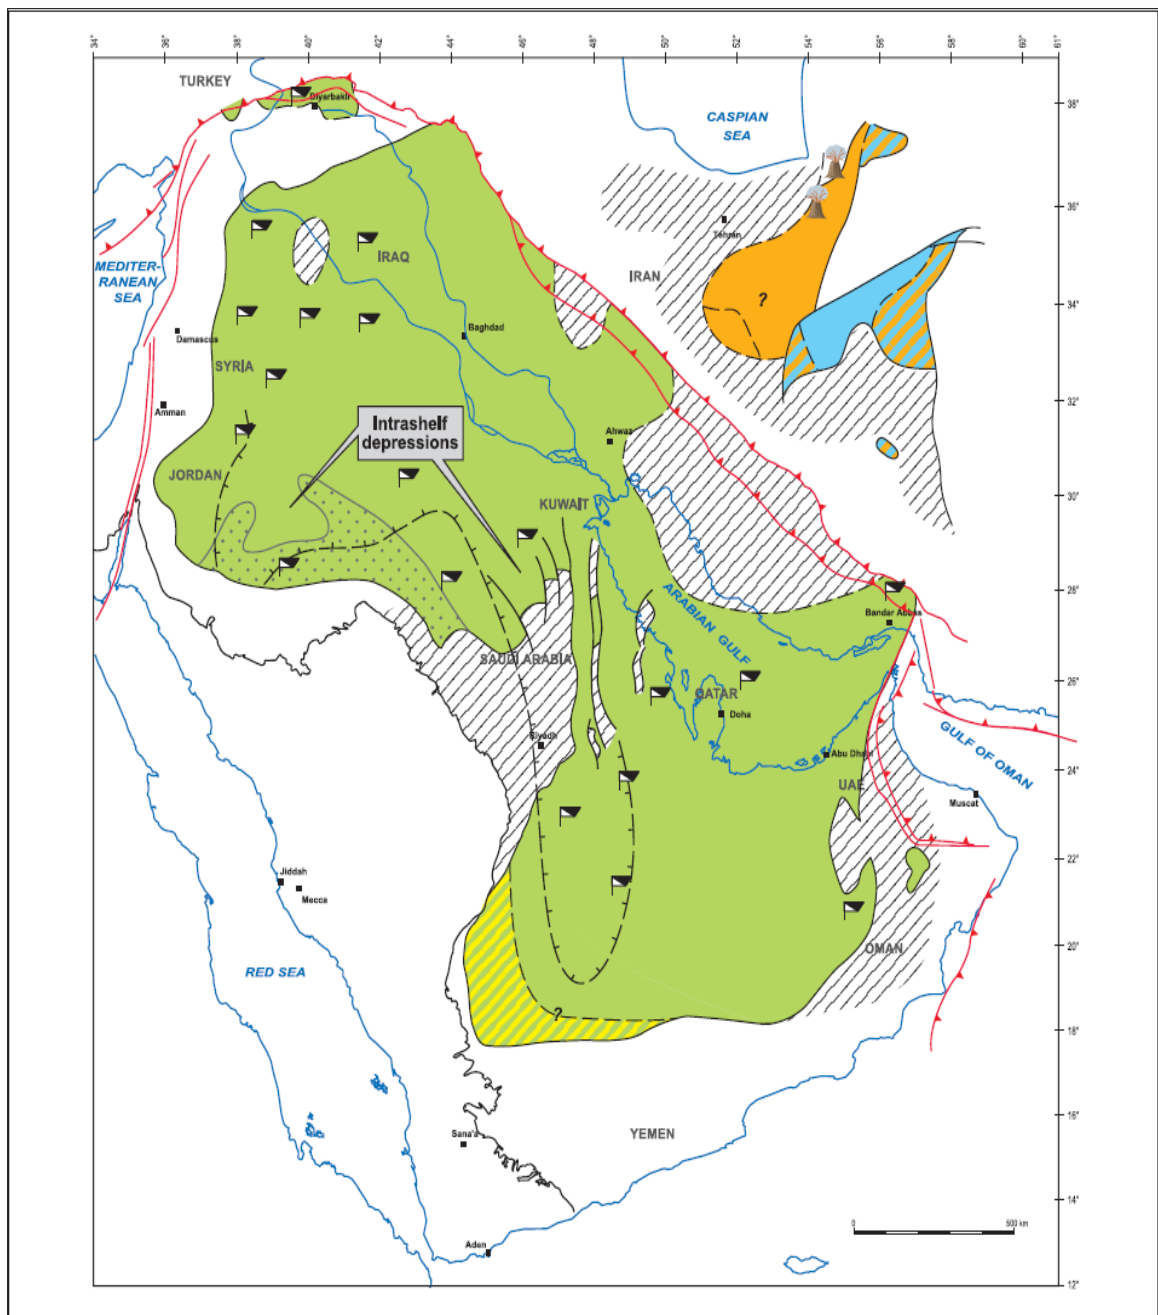 34°
36°
38°
40°
42°
44°
46°
48°
50°
52°
54°
56°
58°
60°
61°
TURKEY
Diyarbakir
CASPIAN
SEA
38°
36°
Tehran
IRAN
IRAQ
MEDITER-
RANEAN
SEA
?
34°
Damascus
Baghdad
SYRIA
32°
Amman
Intrashelf
depressions
Ahwaz
JORDAN
30°
KUWAIT
28°
ARABIAN GULF
Bandar Abbas
SAUDI ARABIA
26°
QATAR
Doha
Riyadh
GULF OF OMAN
Abu Dhabi
24°
UAE
Muscat
22°
Jiddah
Mecca
20°
OMAN
RED SEA
?
18°
16°
Sana'a
YEMEN
14°
0
500 km
Aden
12°